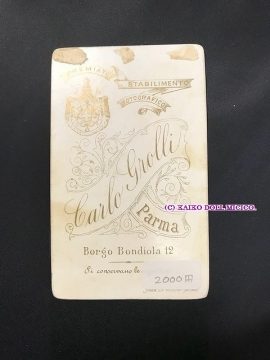 PREMIATO
STABILIMENTO
FOTOGRAFICO
Carlo Grolli
Parma
(C) KAIKO DOLL
Borgo Bondiola 12
Si conservano le
2000円